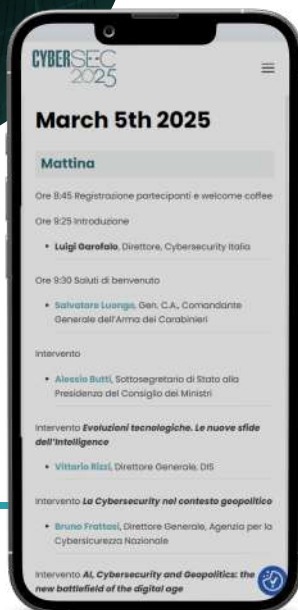 CYBERSEC
2025
March 5th 2025
Mattina
Ore 8:45 Registrazione partecipanti e welcome coffee
Ore 9:25 Introduzione
• Luigi Garofalo, Direttore, Cybersecurity Italia
Ore 9:30 Saluti di benvenuto
• Salvatore Luongo, Gen. C.A., Comandante
Generale dell'Arma dei Carabinieri
Intervento
• Alessio Butti, Sottosegretario di Stato alla
Presidenza del Consiglio dei Ministri
Intervento Evoluzioni tecnologiche. Le nuove sfide
dell'Intelligence
• Vittorio Rizzi, Direttore Generale, DIS
Intervento La Cybersecurity nel contesto geopolitico
• Bruno Frattasi, Direttore Generale, Agenzia per la
Cybersicurezza Nazionale
Intervento AI, Cybersecurity and Geopolitics: the
new battlefield of the digital age